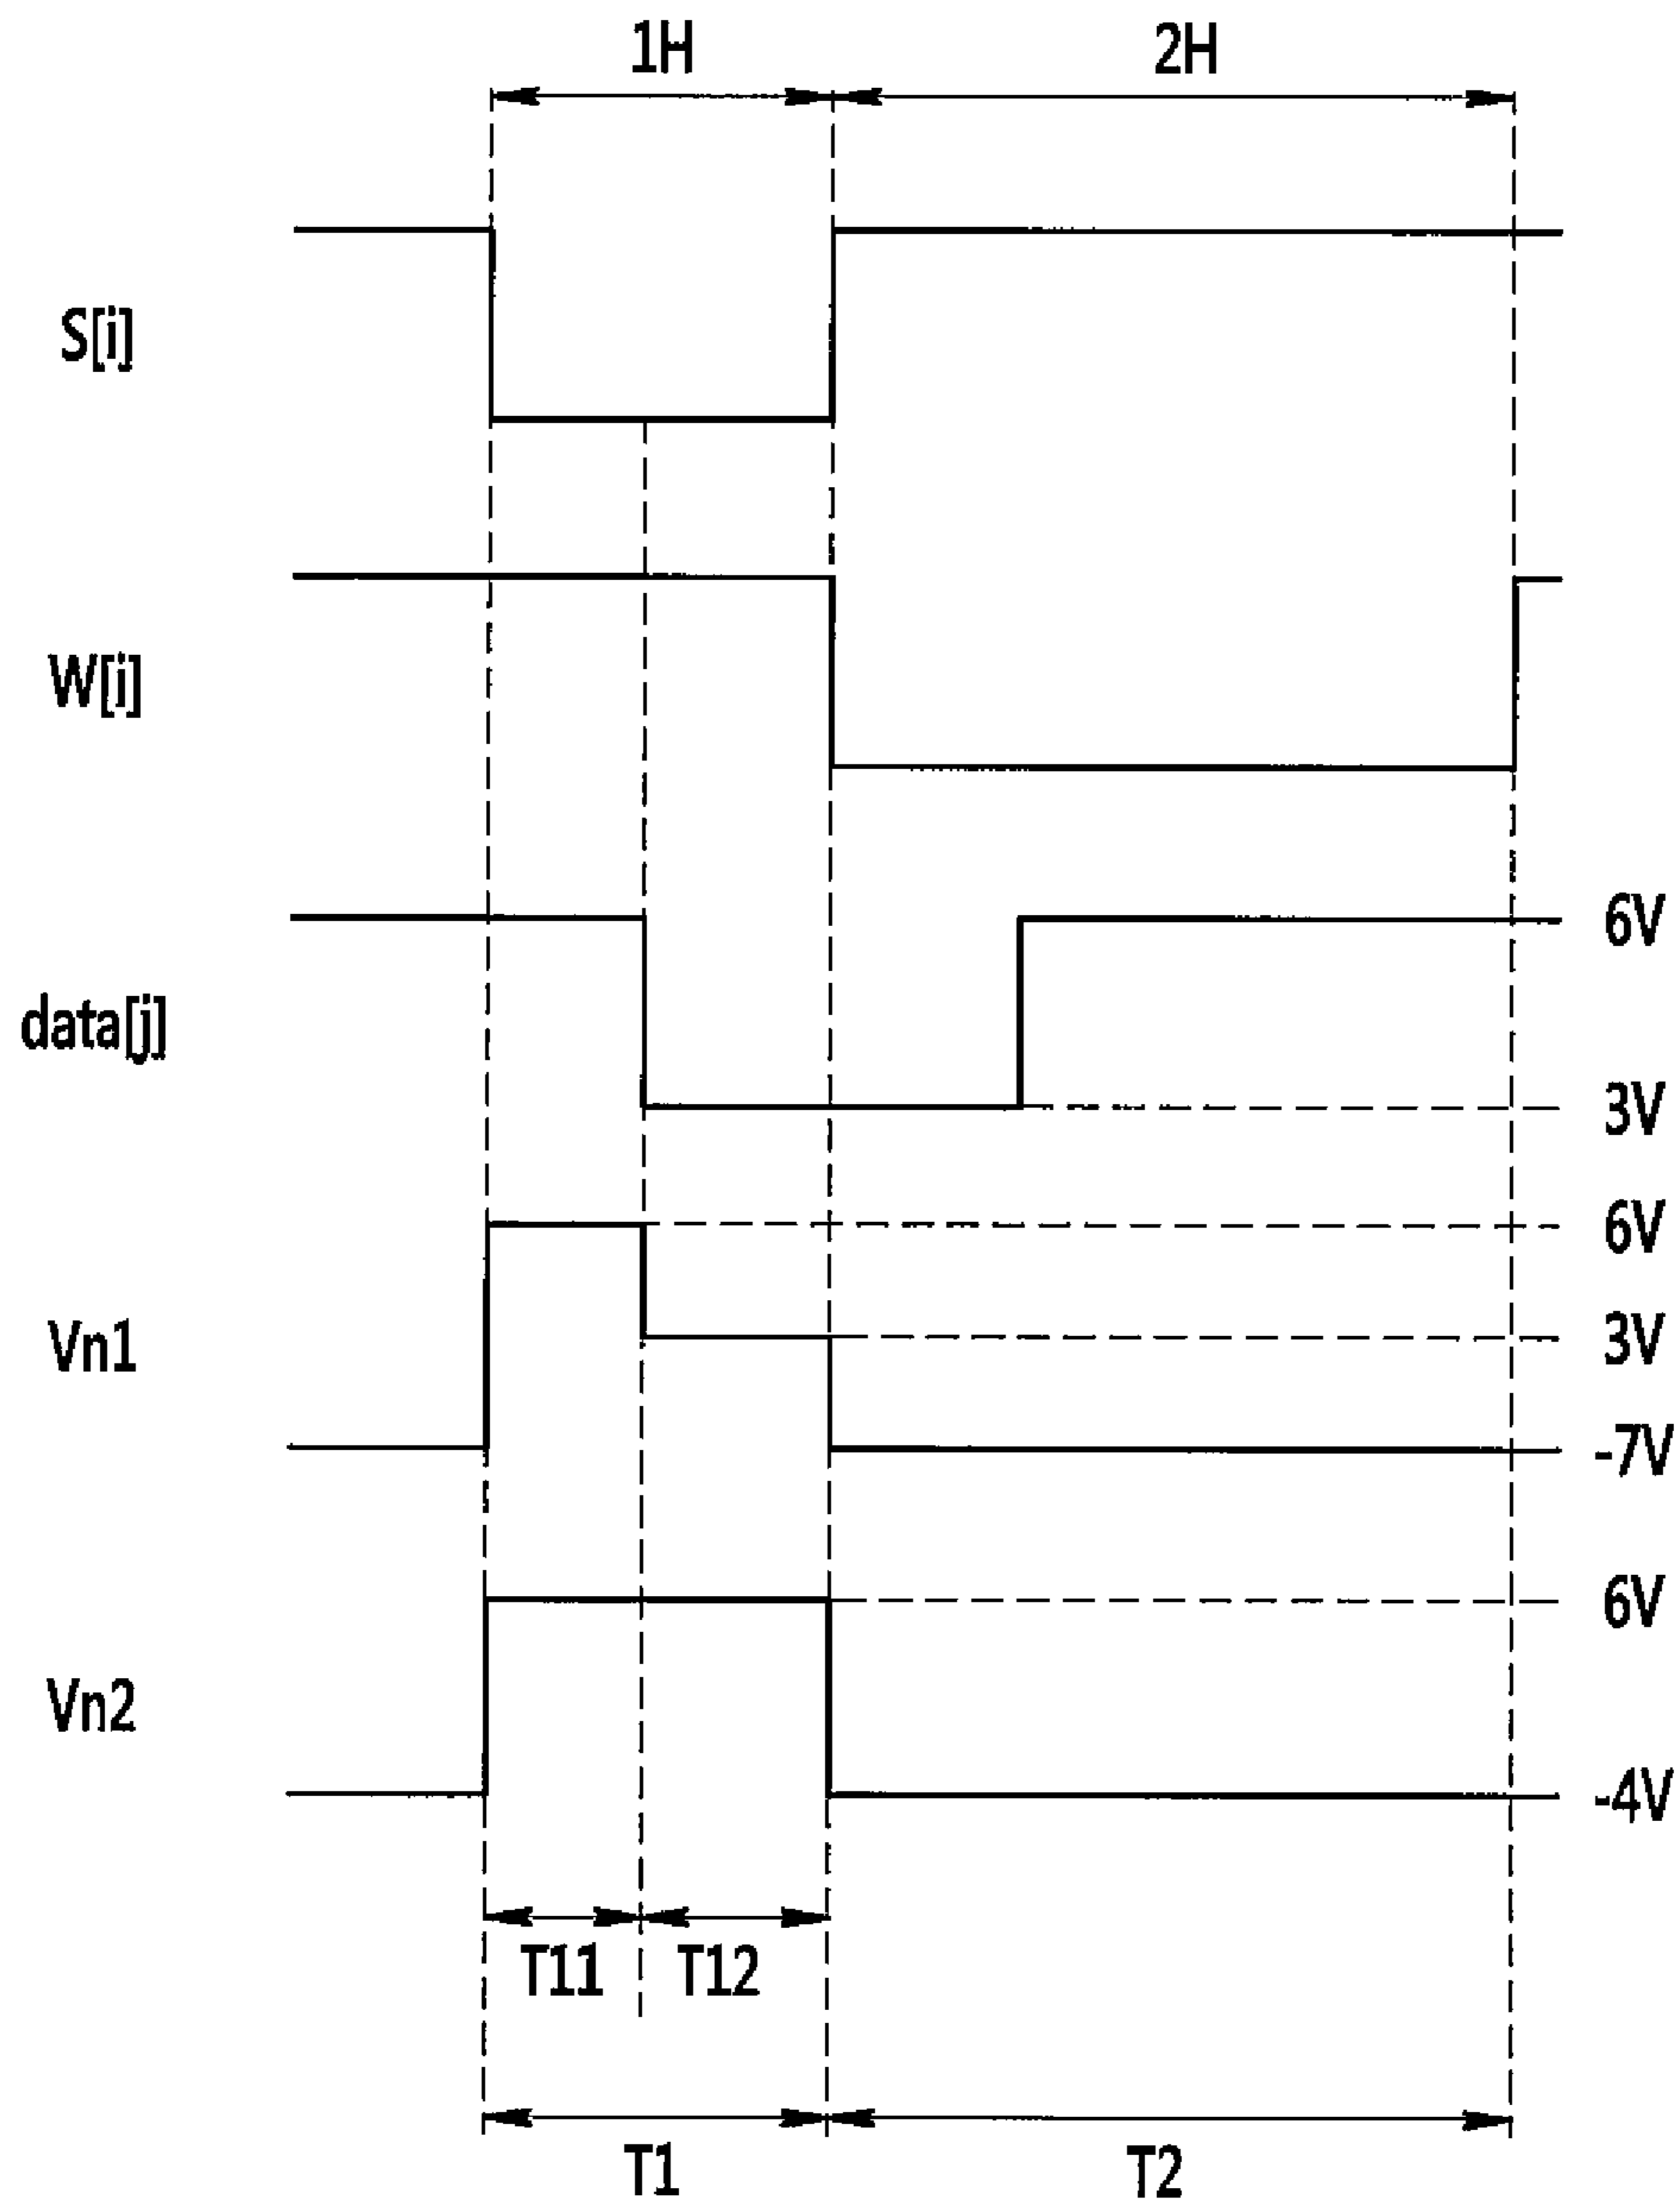 1H 2H
S[i]
W[i]
6V
data[j]
3V
6V
Vn1
3V
-7V
6V
Vn2
-4V
T11 T12
T1 T2